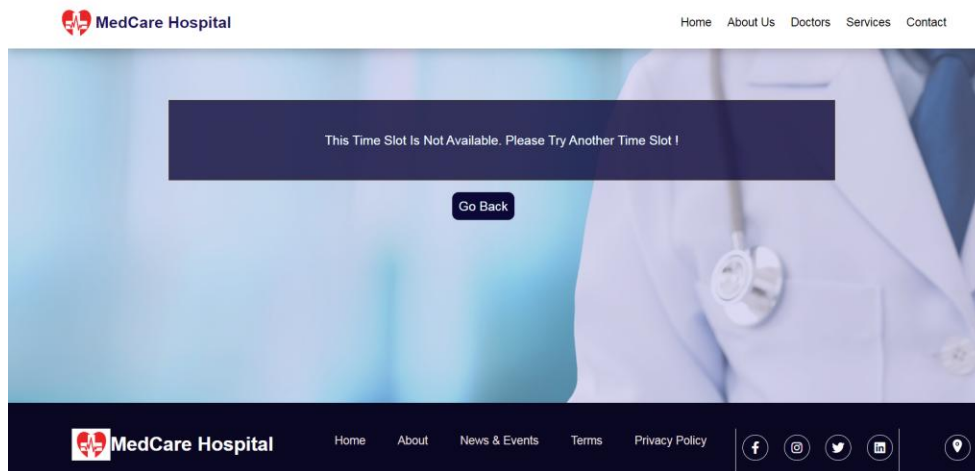 MedCare Hospital
Home About Us Doctors Services Contact
This Time Slot Is Not Available. Please Try Another Time Slot !
Go Back
MedCare Hospital
Home About News & Events Terms Privacy Policy